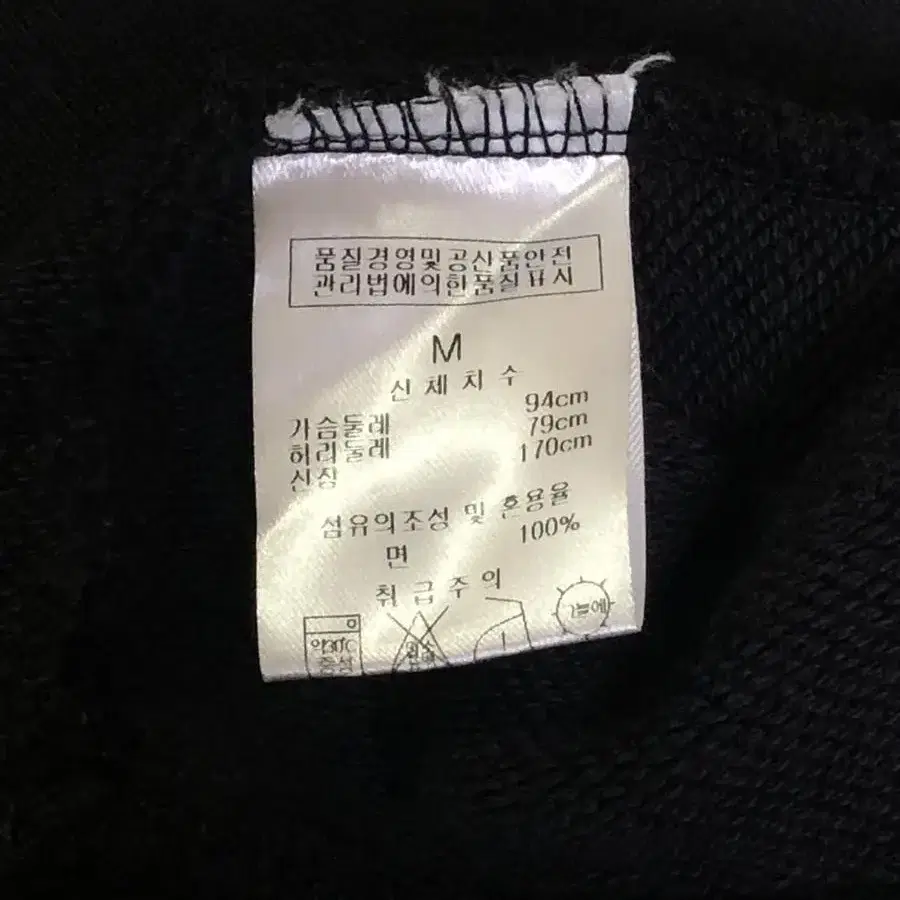 품질경영및공산품안전
관리법에의한품질표시
M
신체치수
가슴둘레 94cm
허리둘레 79cm
신장 170cm
섬유의조성 및 혼용율
면 100%
취급주의
약30℃
중성
그늘에